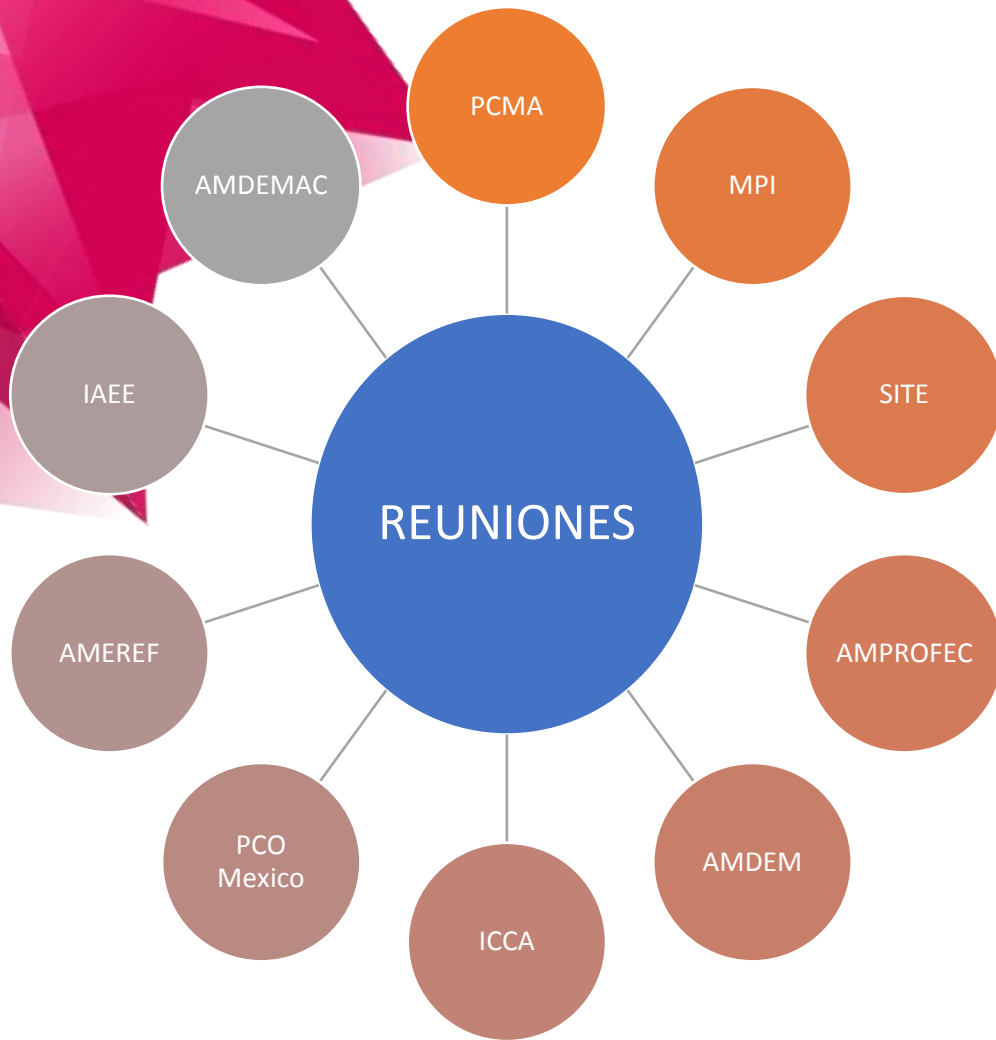 PCMA
MPI
SITE
AMPROFEC
AMDEM
ICCA
PCO
Mexico
AMEREF
IAEE
AMDEMAC
REUNIONES